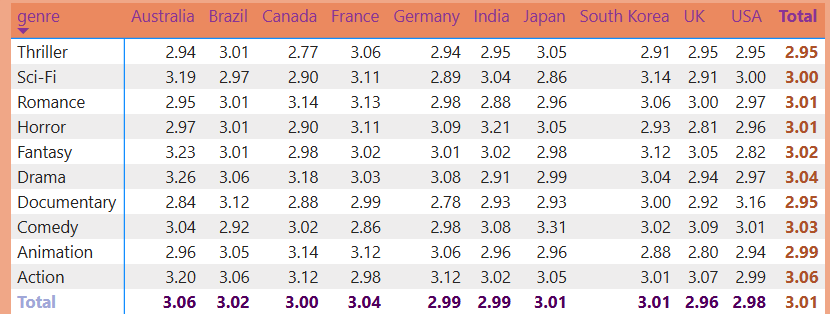 genre Australia Brazil Canada France Germany India Japan South Korea UK USA Total
Thriller 2.94 3.01 2.77 3.06 2.94 2.95 3.05 2.91 2.95 2.95 2.95
Sci-Fi 3.19 2.97 2.90 3.11 2.89 3.04 2.86 3.14 2.91 3.00 3.00
Romance 2.95 3.01 3.14 3.13 2.98 2.88 2.96 3.06 3.00 2.97 3.01
Horror 2.97 3.01 2.90 3.11 3.09 3.21 3.05 2.93 2.81 2.96 3.01
Fantasy 3.23 3.01 2.98 3.02 3.01 3.02 2.98 3.12 3.05 2.82 3.02
Drama 3.26 3.06 3.18 3.03 3.08 2.91 2.99 3.04 2.94 2.97 3.04
Documentary 2.84 3.12 2.88 2.99 2.78 2.93 2.93 3.00 2.92 3.16 2.95
Comedy 3.04 2.92 3.02 2.86 2.98 3.08 3.31 3.02 3.09 3.01 3.03
Animation 2.96 3.05 3.14 3.12 3.06 2.96 2.96 2.88 2.80 2.94 2.99
Action 3.20 3.06 3.12 2.98 3.12 3.02 3.05 3.01 3.07 2.99 3.06
Total 3.06 3.02 3.00 3.04 2.99 2.99 3.01 3.01 2.96 2.98 3.01